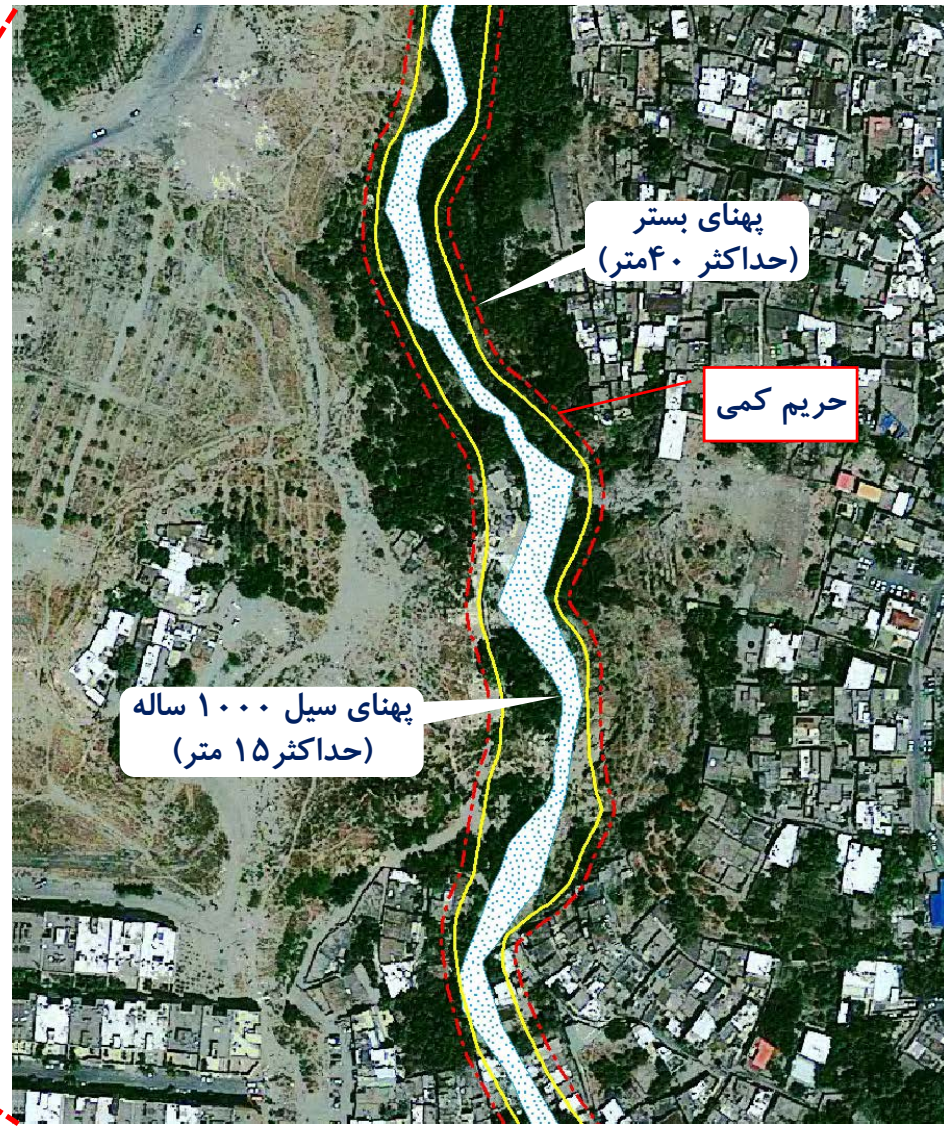 پهنای بستر
(حداکثر ۴۰متر)
حریم کمی
پهنای سیل ۱۰۰۰ ساله
(حداکثر۱۵ متر)